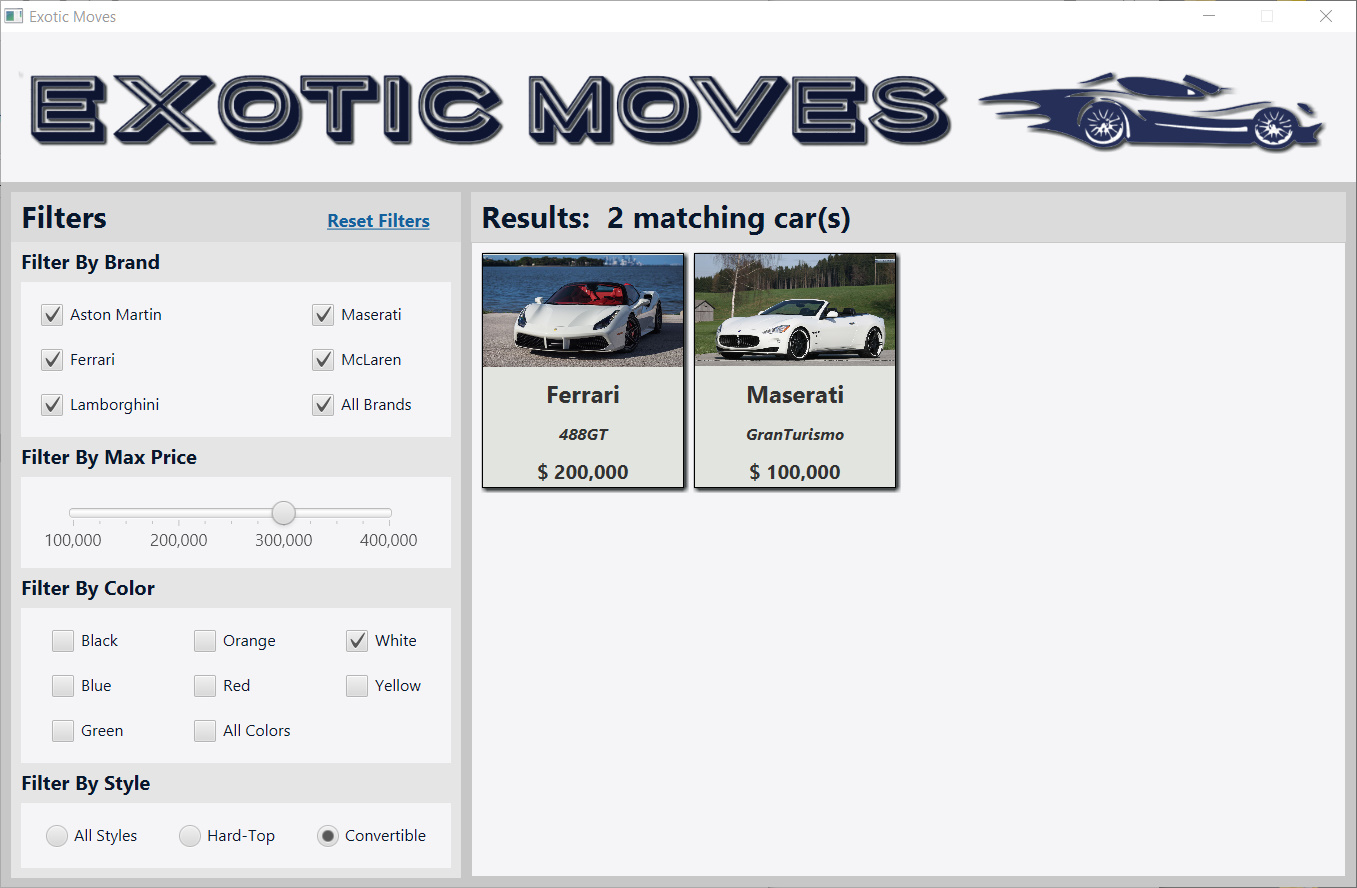 Exotic Moves
EXOTIC MOVES
Filters
Reset Filters
Filter By Brand
Aston Martin
Maserati
Ferrari
McLaren
Lamborghini
All Brands
Filter By Max Price
100,000
200,000
300,000
400,000
Filter By Color
Black
Orange
White
Blue
Red
Yellow
Green
All Colors
Filter By Style
All Styles
Hard-Top
Convertible
Results: 2 matching car(s)
Ferrari
488GT
$ 200,000
Maserati
GranTurismo
$ 100,000